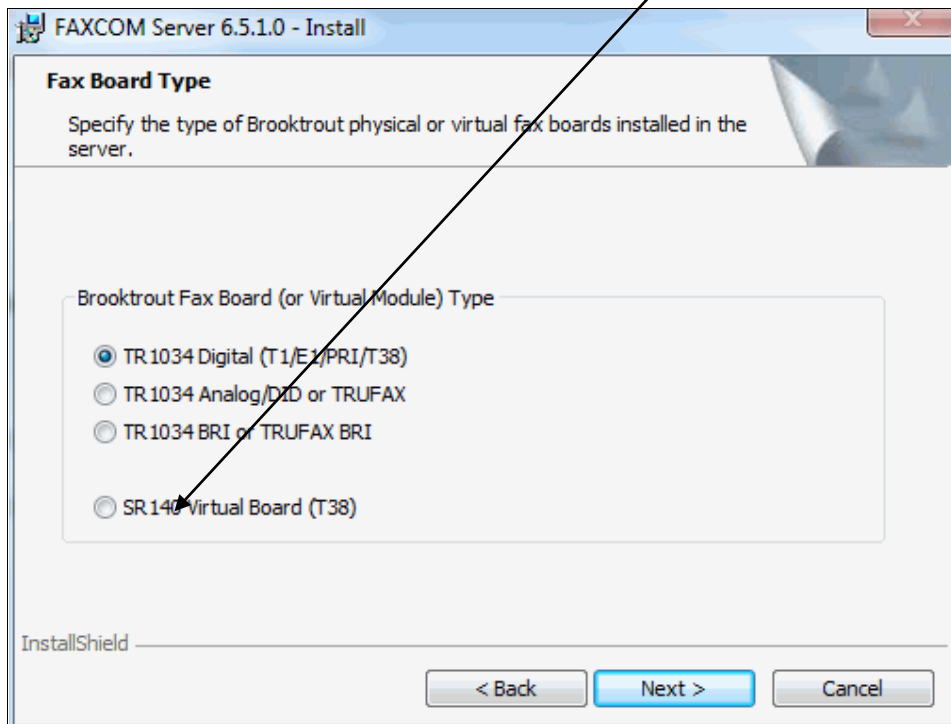 FAXCOM Server 6.5.1.0 - Install
Fax Board Type
Specify the type of Brooktrout physical or virtual fax boards installed in the
server.
Brooktrout Fax Board (or Virtual Module) Type
TR1034 Digital (T1/E1/PRI/T38)
TR1034 Analog/DID or TRUFAX
TR1034 BRI or TRUFAX BRI
SR140 Virtual Board (T38)
InstallShield
< Back
Next >
Cancel